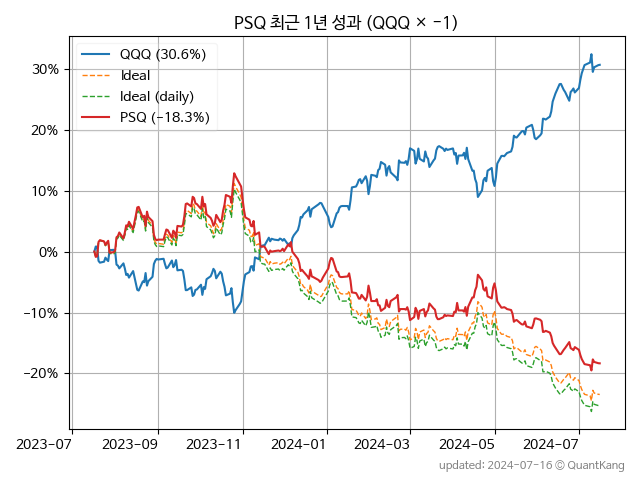 PSQ 최근 1년 성과 (QQQ × −1)
QQQ (30.6%)
Ideal
Ideal (daily)
PSQ (−18.3%)
30%
20%
10%
0%
−10%
−20%
2023-07
2023-09
2023-11
2024-01
2024-03
2024-05
2024-07
updated: 2024-07-16 © QuantKang